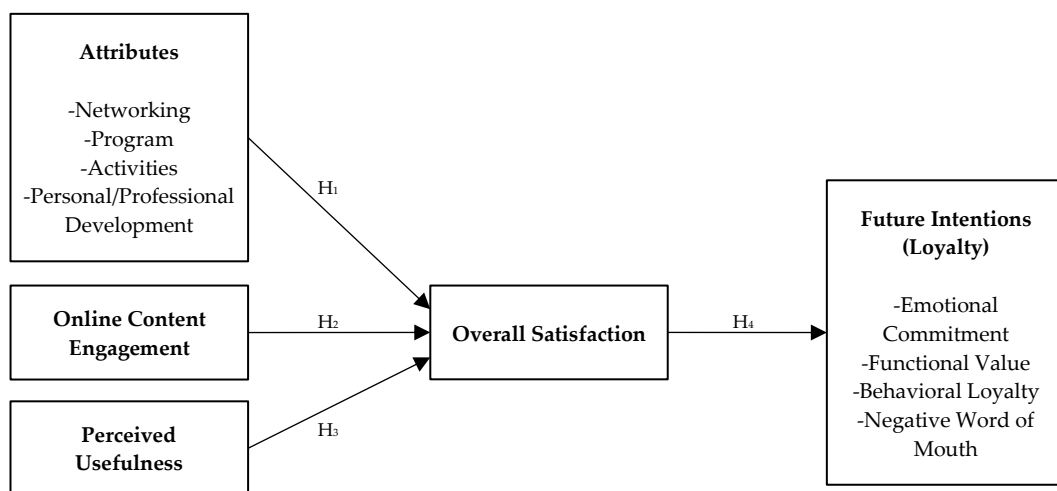 Attributes
-Networking
-Program
-Activities
-Personal/Professional
Development
H₁
Online Content
Engagement
H₂
Perceived
Usefulness
H₃
Overall Satisfaction
H₄
Future Intentions
(Loyalty)
-Emotional
Commitment
-Functional Value
-Behavioral Loyalty
-Negative Word of
Mouth